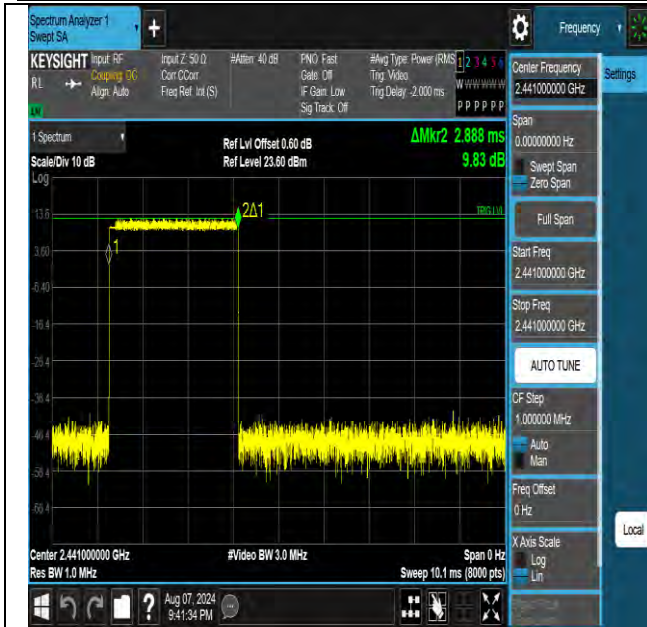 Spectrum Analyzer 1
Swept SA
+
Frequency
KEYSIGHT
RL
Input: RF
Coupling: DC
Align: Auto
Input Z: 50 Ω
Corr CCorr
Freq Ref: Int (S)
#Atten: 40 dB
PNO: Fast
Gate: Off
IF Gain: Low
Sig Track: Off
#Avg Type: Power (RMS
Trig: Video
Trig Delay: -2.000 ms
1 2 3 4 5 6
W W W W W W
P P P P P P
1 Spectrum
Scale/Div 10 dB
Log
Ref Lvl Offset 0.60 dB
Ref Level 23.60 dBm
ΔMkr2 2.888 ms
9.83 dB
13.6
3.60
-6.40
-16.4
-26.4
-36.4
-46.4
-56.4
-66.4
2Δ1
1
TRIG LVL
Center 2.441000000 GHz
Res BW 1.0 MHz
#Video BW 3.0 MHz
Span 0 Hz
Sweep 10.1 ms (8000 pts)
?
Aug 07, 2024
9:41:34 PM
Settings
Center Frequency
2.441000000 GHz
Span
0.00000000 Hz
Swept Span
Zero Span
Full Span
Start Freq
2.441000000 GHz
Stop Freq
2.441000000 GHz
AUTO TUNE
CF Step
1.000000 MHz
Auto
Man
Freq Offset
0 Hz
X Axis Scale
Log
Lin
Local